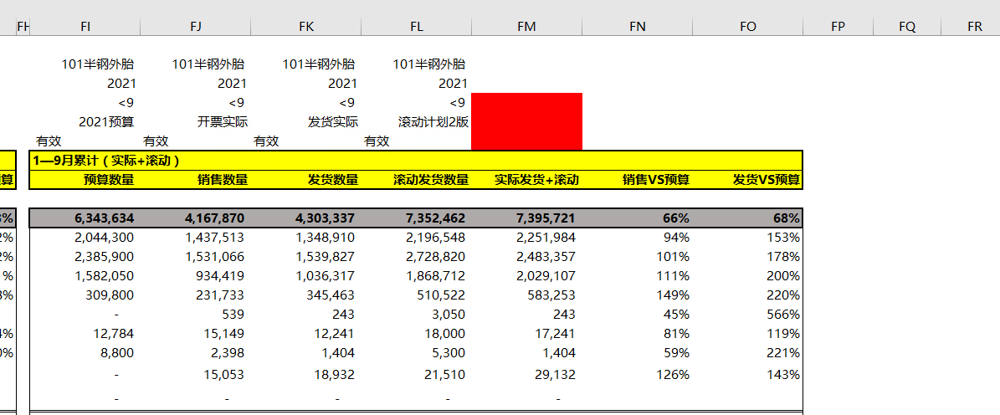 FH FI FJ FK FL FM FN FO FP FQ FR
101半钢外胎 101半钢外胎 101半钢外胎 101半钢外胎
2021 2021 2021 2021
<9 <9 <9 <9
2021预算 开票实际 发货实际 滚动计划2版
有效 有效 有效 有效
1—9月累计（实际+滚动）
预算 预算数量 销售数量 发货数量 滚动发货数量 实际发货+滚动 销售VS预算 发货VS预算
% 6,343,634 4,167,870 4,303,337 7,352,462 7,395,721 66% 68%
2% 2,044,300 1,437,513 1,348,910 2,196,548 2,251,984 94% 153%
2% 2,385,900 1,531,066 1,539,827 2,728,820 2,483,357 101% 178%
% 1,582,050 934,419 1,036,317 1,868,712 2,029,107 111% 200%
% 309,800 231,733 345,463 510,522 583,253 149% 220%
- 539 243 3,050 243 45% 566%
4% 12,784 15,149 12,241 18,000 17,241 81% 119%
0% 8,800 2,398 1,404 5,300 1,404 59% 221%
- 15,053 18,932 21,510 29,132 126% 143%
- - - - -